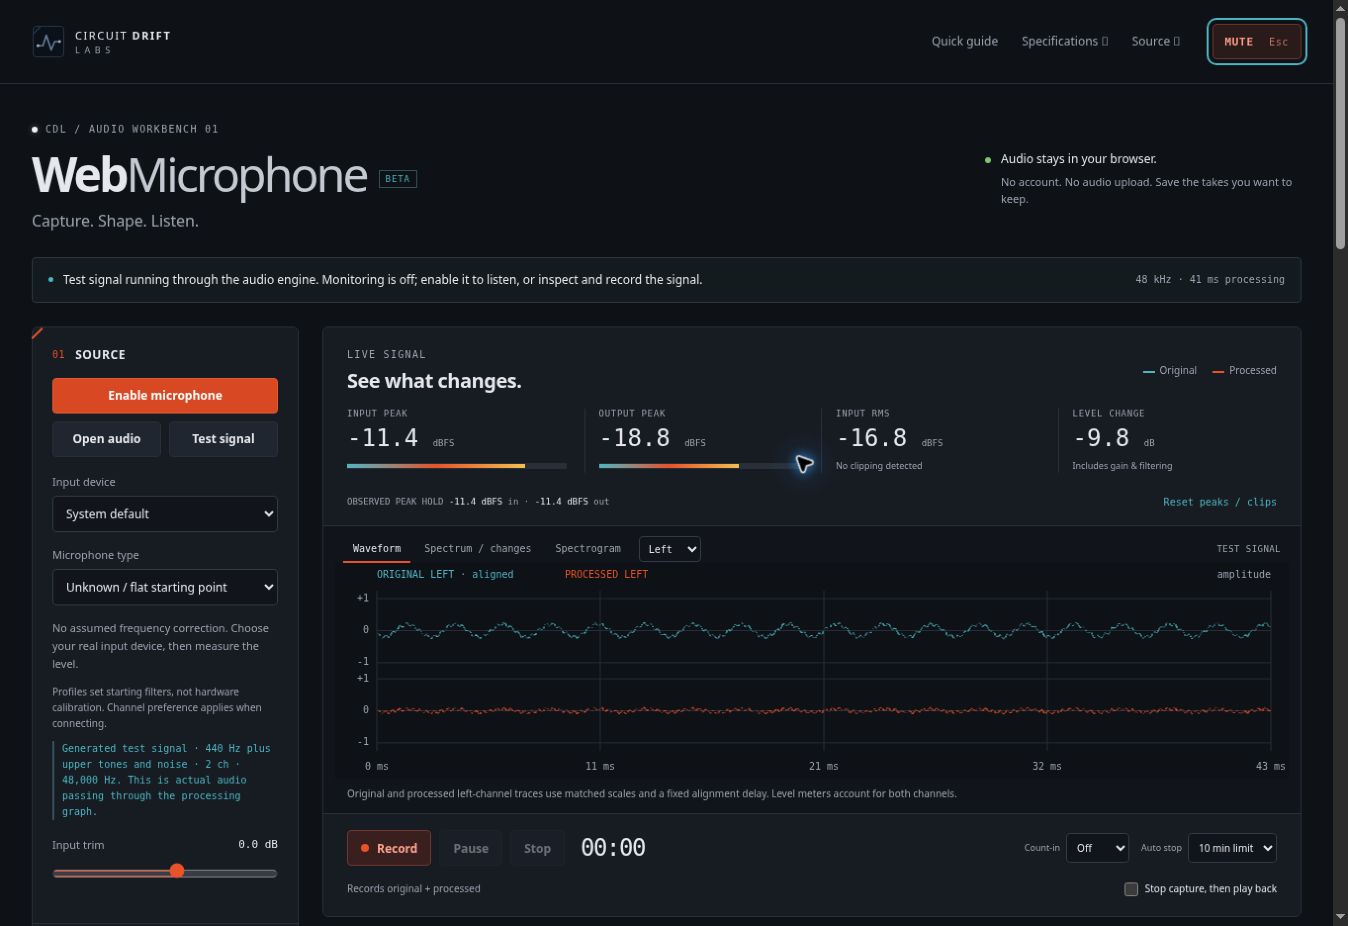 CIRCUIT DRIFT
LABS
Quick guide
Specifications
Source
MUTE Esc
CDL / AUDIO WORKBENCH 01
WebMicrophone BETA
Capture. Shape. Listen.
Audio stays in your browser.
No account. No audio upload. Save the takes you want to
keep.
Test signal running through the audio engine. Monitoring is off; enable it to listen, or inspect and record the signal.
48 kHz · 41 ms processing
01 SOURCE
Enable microphone
Open audio
Test signal
Input device
System default
Microphone type
Unknown / flat starting point
No assumed frequency correction. Choose
your real input device, then measure the
level.
Profiles set starting filters, not hardware
calibration. Channel preference applies when
connecting.
Generated test signal · 440 Hz plus
upper tones and noise · 2 ch ·
48,000 Hz. This is actual audio
passing through the processing
graph.
Input trim 0.0 dB
LIVE SIGNAL
See what changes.
Original
Processed
INPUT PEAK
-11.4 dBFS
OUTPUT PEAK
-18.8 dBFS
INPUT RMS
-16.8 dBFS
No clipping detected
LEVEL CHANGE
-9.8 dB
Includes gain & filtering
OBSERVED PEAK HOLD -11.4 dBFS in · -11.4 dBFS out
Reset peaks / clips
Waveform
Spectrum / changes
Spectrogram
Left
TEST SIGNAL
ORIGINAL LEFT · aligned
PROCESSED LEFT
amplitude
+1
0
-1
+1
0
-1
0 ms
11 ms
21 ms
32 ms
43 ms
Original and processed left-channel traces use matched scales and a fixed alignment delay. Level meters account for both channels.
Record
Pause
Stop
00:00
Count-in
Off
Auto stop
10 min limit
Records original + processed
Stop capture, then play back